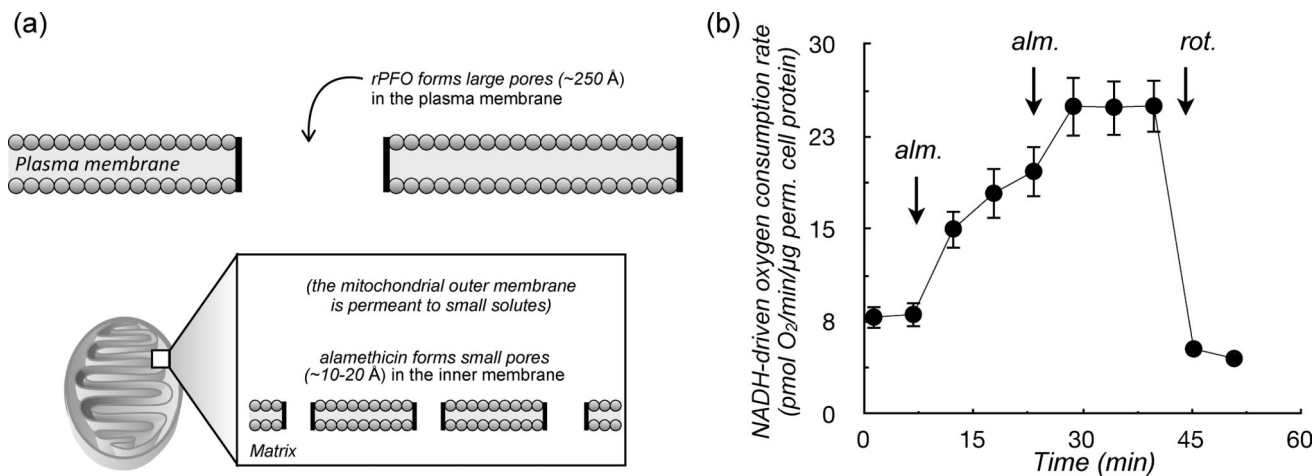 (a)
rPFO forms large pores (~250 Å)
in the plasma membrane
Plasma membrane
(the mitochondrial outer membrane
is permeant to small solutes)
alamethicin forms small pores
(~10-20 Å) in the inner membrane
Matrix
(b)
NADH-driven oxygen consumption rate
(pmol O₂/min/µg perm. cell protein)
30
23
15
8
0
alm.
alm.
rot.
0 15 30 45 60
Time (min)